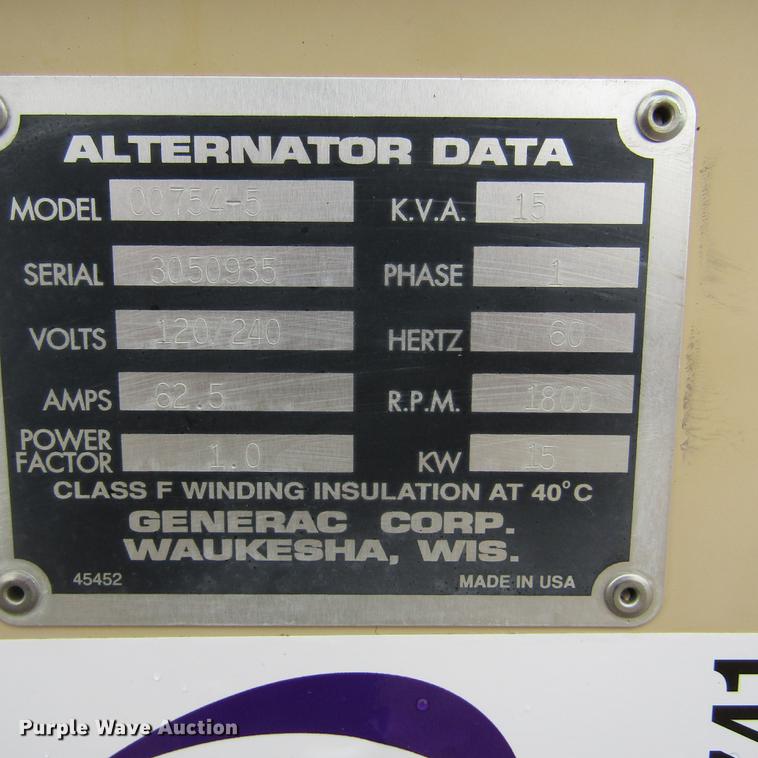 ALTERNATOR DATA
MODEL 00754-5 K.V.A. 15
SERIAL 3050935 PHASE 1
VOLTS 120/240 HERTZ 60
AMPS 62.5 R.P.M. 1800
POWER
FACTOR 1.0 KW 15
CLASS F WINDING INSULATION AT 40°C
GENERAC CORP.
WAUKESHA, WIS.
45452 MADE IN USA
41
Purple Wave Auction